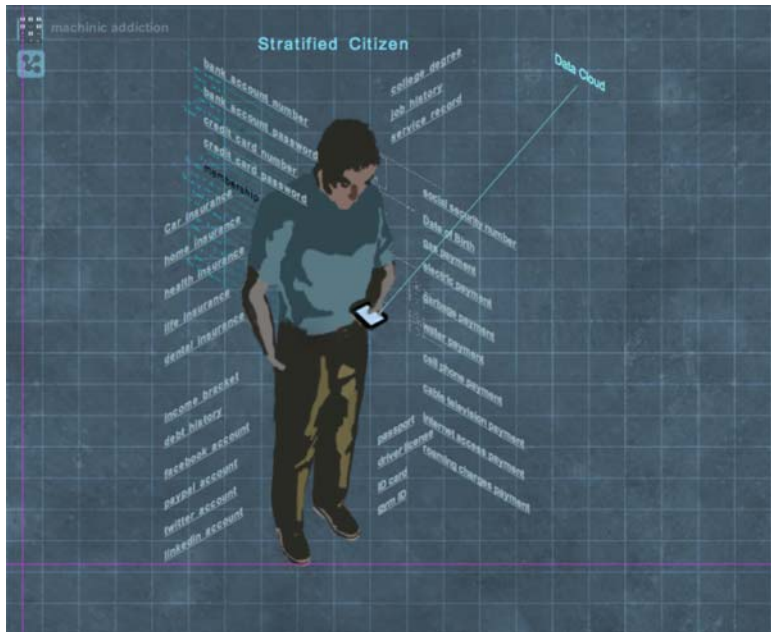 machinic addiction
Stratified Citizen
Data Cloud
bank account number
bank account password
credit card number
credit card password
membership
college degree
job history
service record
Car insurance
home insurance
health insurance
life insurance
dental insurance
social security number
Date of Birth
gas payment
electric payment
garbage payment
water payment
cell phone payment
cable television payment
internet access payment
roaming charges payment
income bracket
debt history
facebook account
paypal account
twitter account
linkedin account
passport
driver license
ID card
gym ID